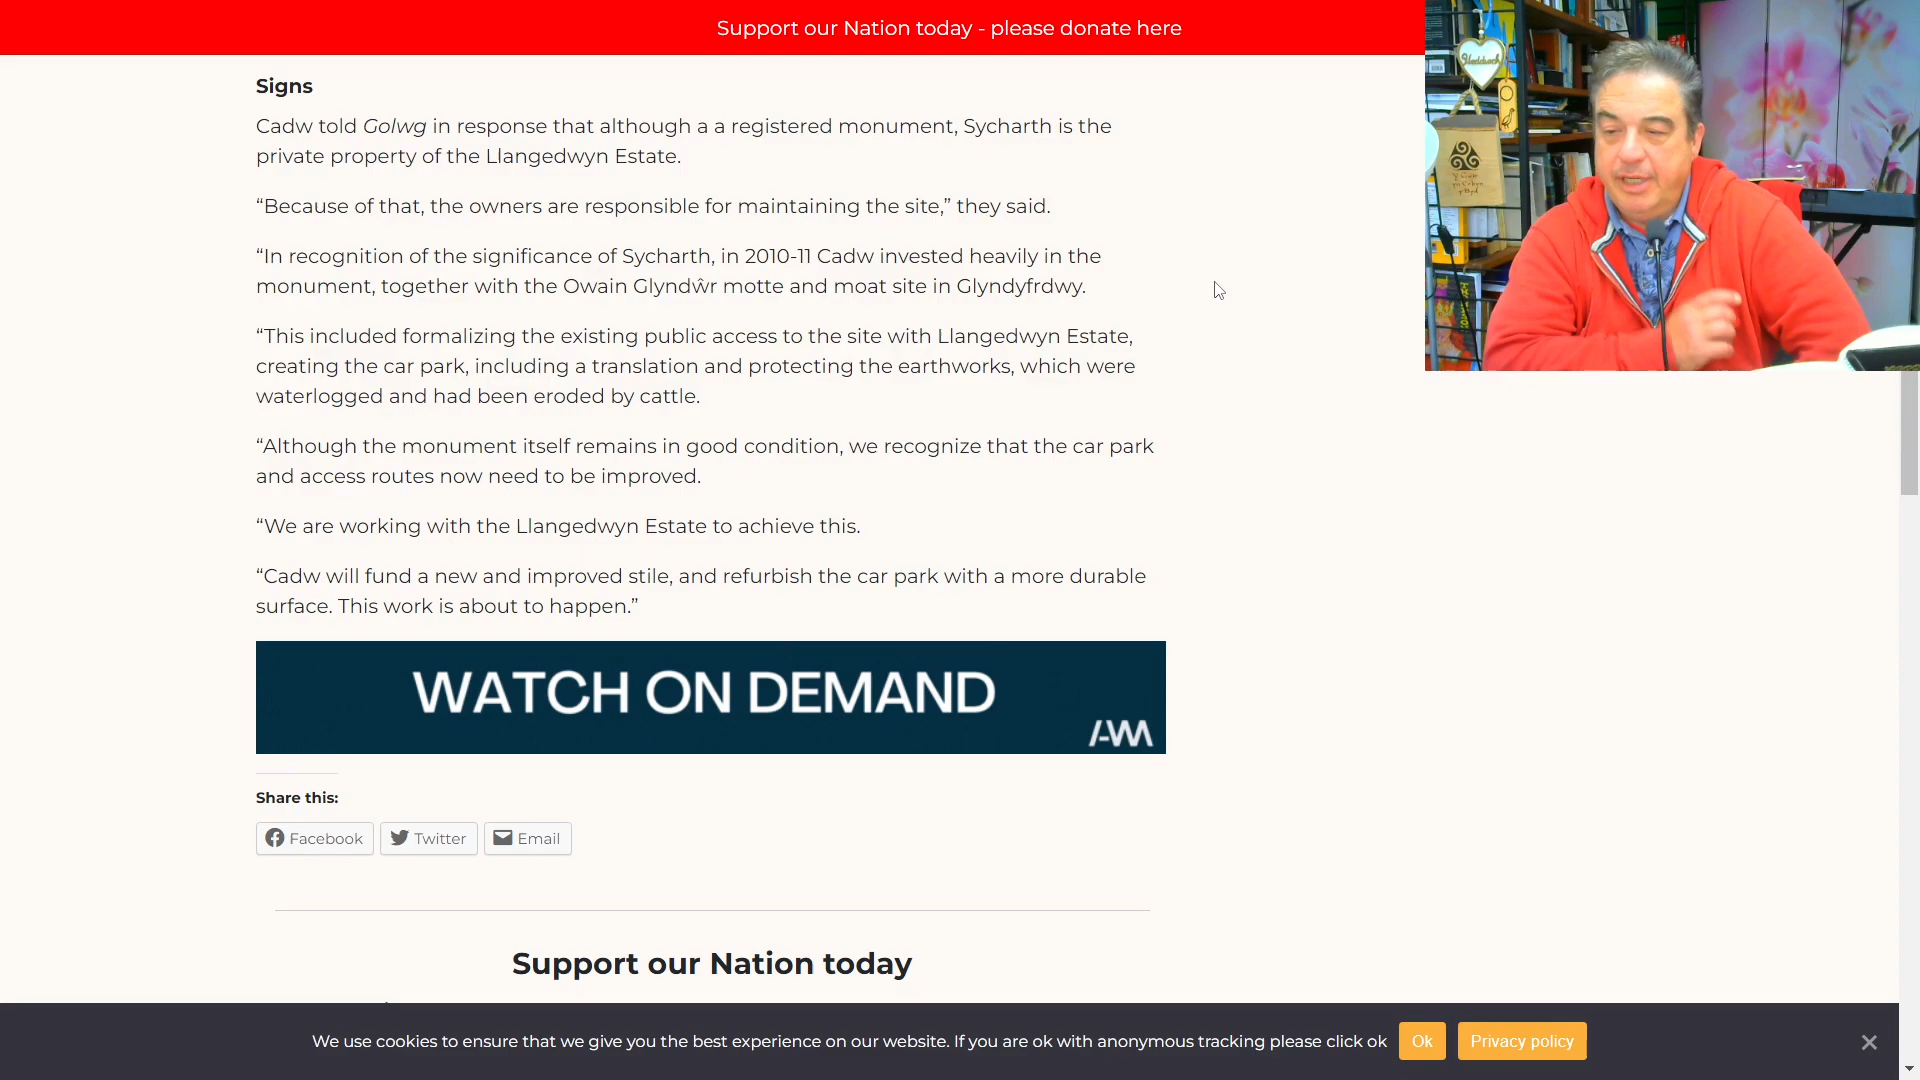 Support our Nation today - please donate here
Signs
Cadw told Golwg in response that although a a registered monument, Sycharth is the
private property of the Llangedwyn Estate.
“Because of that, the owners are responsible for maintaining the site,” they said.
“In recognition of the significance of Sycharth, in 2010-11 Cadw invested heavily in the
monument, together with the Owain Glyndŵr motte and moat site in Glyndyfrdwy.
“This included formalizing the existing public access to the site with Llangedwyn Estate,
creating the car park, including a translation and protecting the earthworks, which were
waterlogged and had been eroded by cattle.
“Although the monument itself remains in good condition, we recognize that the car park
and access routes now need to be improved.
“We are working with the Llangedwyn Estate to achieve this.
“Cadw will fund a new and improved stile, and refurbish the car park with a more durable
surface. This work is about to happen.”
WATCH ON DEMAND
Share this:
Facebook Twitter Email
Support our Nation today
We use cookies to ensure that we give you the best experience on our website. If you are ok with anonymous tracking please click ok Ok Privacy policy
Heddwch